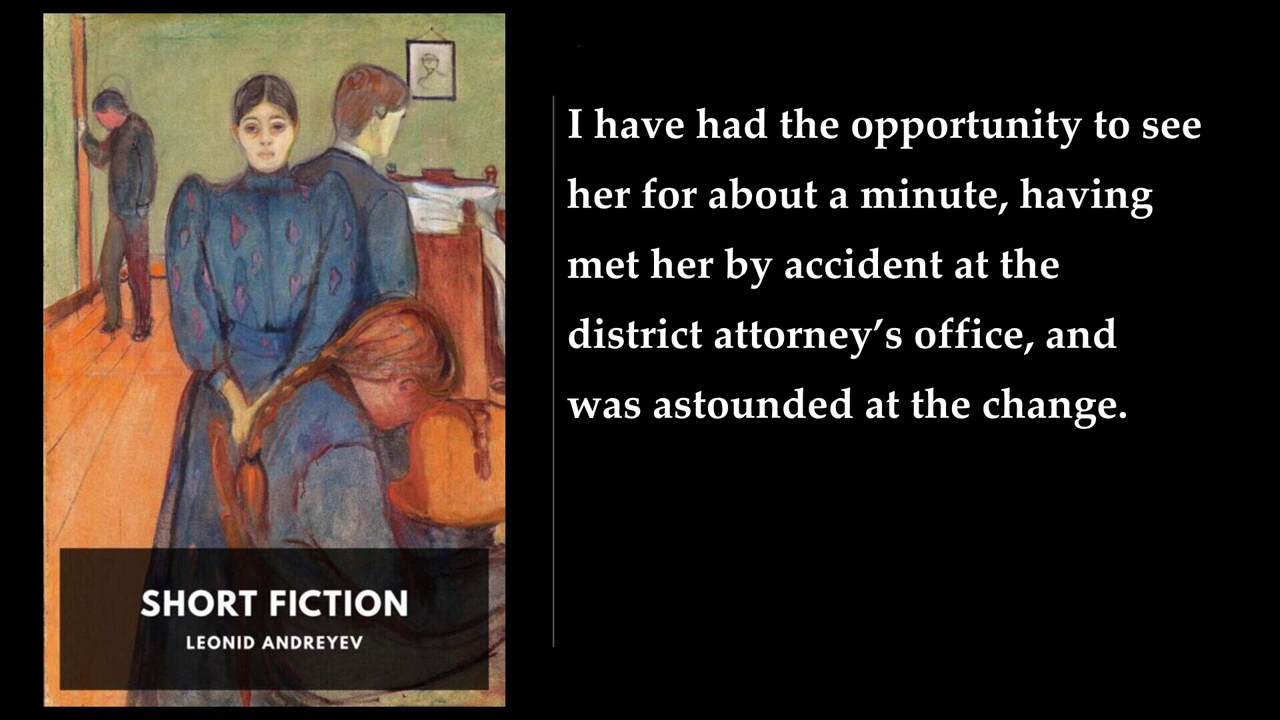 SHORT FICTION
LEONID ANDREYEV
I have had the opportunity to see
her for about a minute, having
met her by accident at the
district attorney’s office, and
was astounded at the change.